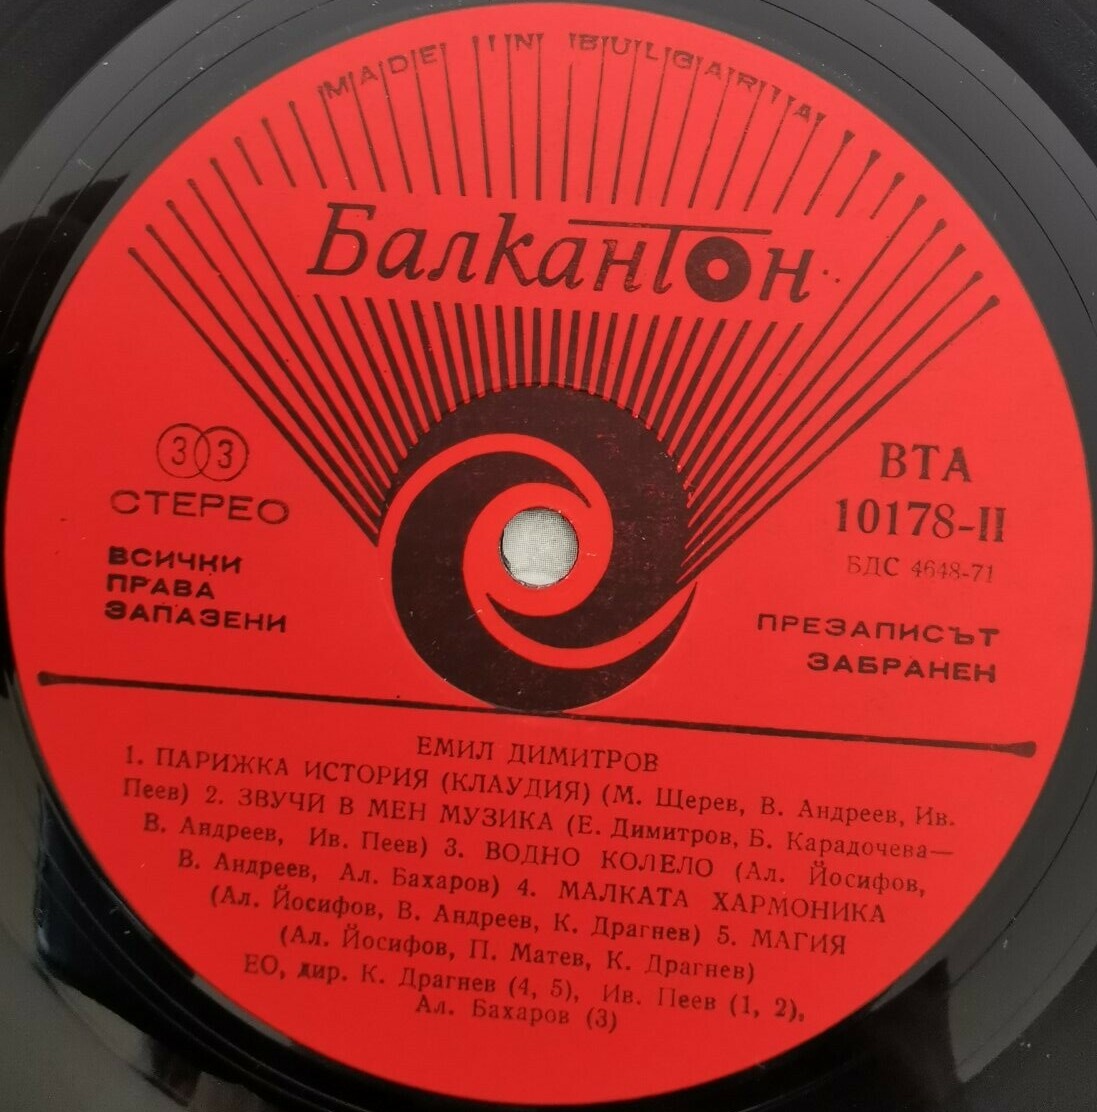 MADE IN BULGARIA
Балкантон
33
СТЕРЕО
ВСИЧКИ
ПРАВА
ЗАПАЗЕНИ
ВТА
10178-II
БДС 4648-71
ПРЕЗАПИСЪТ
ЗАБРАНЕН
ЕМИЛ ДИМИТРОВ
1. ПАРИЖКА ИСТОРИЯ (КЛАУДИЯ) (М. Щерев, В. Андреев, Ив.
Пеев) 2. ЗВУЧИ В МЕН МУЗИКА (Е. Димитров, Б. Карадочева—
В. Андреев, Ив. Пеев) 3. ВОДНО КОЛЕЛО (Ал. Йосифов,
В. Андреев, Ал. Бахаров) 4. МАЛКАТА ХАРМОНИКА
(Ал. Йосифов, В. Андреев, К. Драгнев) 5. МАГИЯ
(Ал. Йосифов, П. Матев, К. Драгнев)
ЕО, дир. К. Драгнев (4, 5), Ив. Пеев (1, 2),
Ал. Бахаров (3)